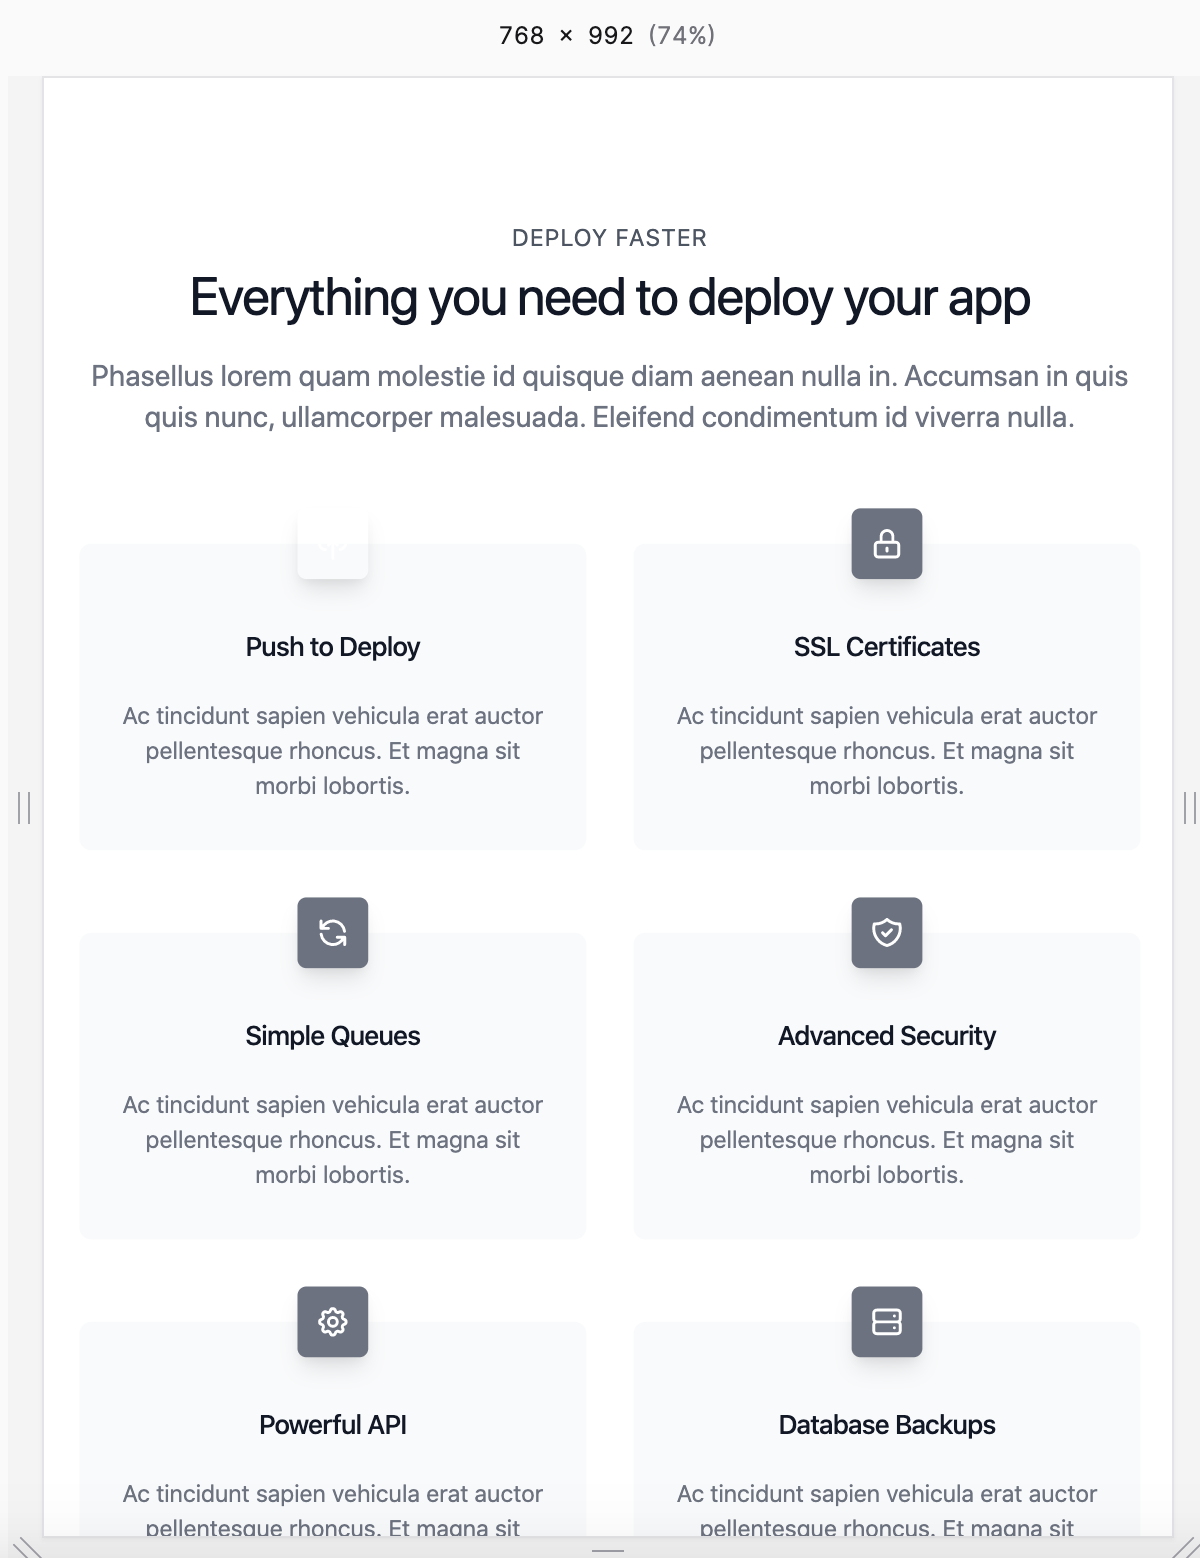 768 × 992 (74%)
DEPLOY FASTER
Everything you need to deploy your app
Phasellus lorem quam molestie id quisque diam aenean nulla in. Accumsan in quis
quis nunc, ullamcorper malesuada. Eleifend condimentum id viverra nulla.
Push to Deploy
Ac tincidunt sapien vehicula erat auctor
pellentesque rhoncus. Et magna sit
morbi lobortis.
SSL Certificates
Ac tincidunt sapien vehicula erat auctor
pellentesque rhoncus. Et magna sit
morbi lobortis.
Simple Queues
Ac tincidunt sapien vehicula erat auctor
pellentesque rhoncus. Et magna sit
morbi lobortis.
Advanced Security
Ac tincidunt sapien vehicula erat auctor
pellentesque rhoncus. Et magna sit
morbi lobortis.
Powerful API
Ac tincidunt sapien vehicula erat auctor
pellentesque rhoncus. Et magna sit
Database Backups
Ac tincidunt sapien vehicula erat auctor
pellentesque rhoncus. Et magna sit